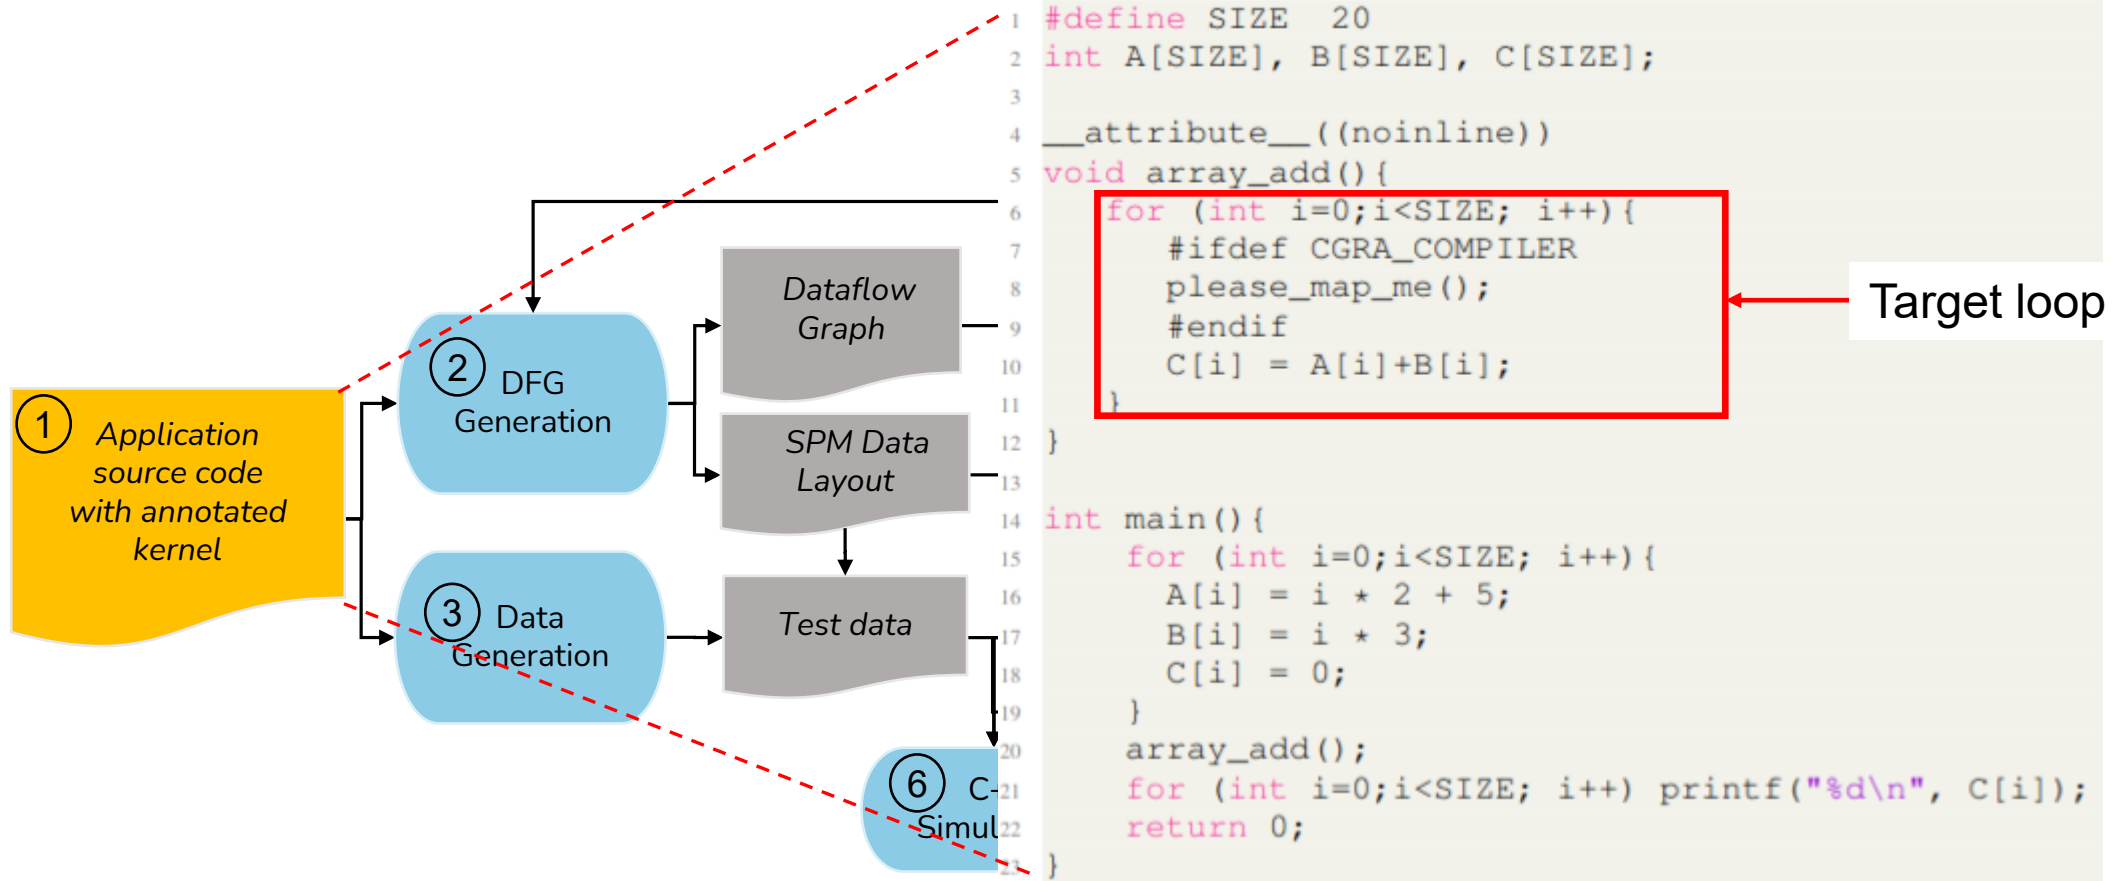 1
Application
source code
with annotated
kernel
2
DFG
Generation
3
Data
Generation
Dataflow
Graph
SPM Data
Layout
Test data
6 C-
Simul
1 #define SIZE  20
2 int A[SIZE], B[SIZE], C[SIZE];
3
4 __attribute__((noinline))
5 void array_add(){
6 for (int i=0;i<SIZE; i++){
7 #ifdef CGRA_COMPILER
8 please_map_me();
9 #endif
10 C[i] = A[i]+B[i];
11 }
12 }
13
14 int main(){
15 for (int i=0;i<SIZE; i++){
16 A[i] = i * 2 + 5;
17 B[i] = i * 3;
18 C[i] = 0;
19 }
20 array_add();
21 for (int i=0;i<SIZE; i++) printf("%d\n", C[i]);
22 return 0;
23 }
Target loop